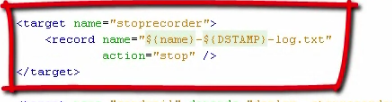 <target name="stoprecorder">
<record name="${name}-${DSTAMP}-log.txt"
action="stop" />
</target>